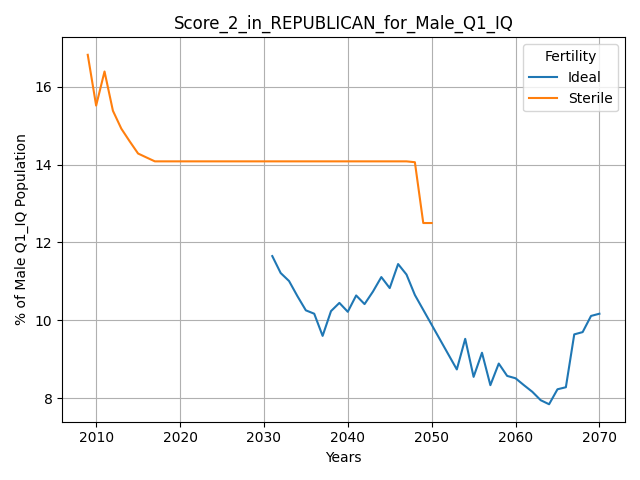 Score_2_in_REPUBLICAN_for_Male_Q1_IQ
% of Male Q1_IQ Population
16
14
12
10
8
Fertility
Ideal
Sterile
2010 2020 2030 2040 2050 2060 2070
Years